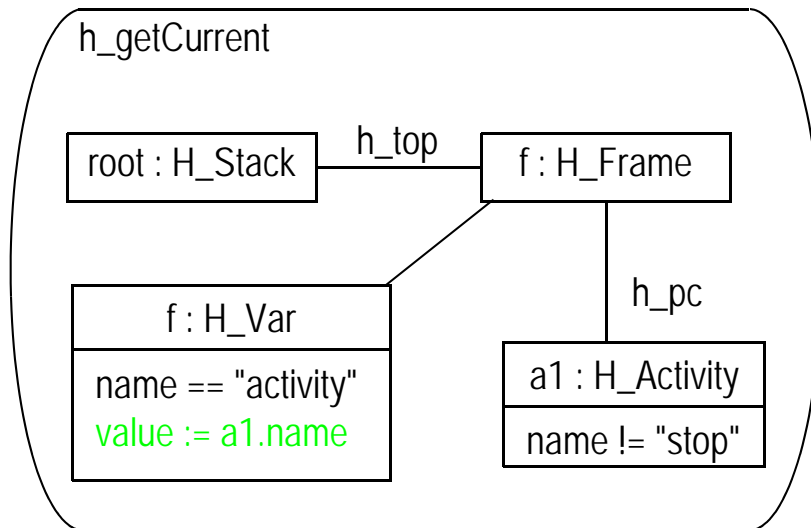 h_getCurrent
root : H_Stack
h_top
f : H_Frame
f : H_Var
name == "activity"
value := a1.name
h_pc
a1 : H_Activity
name != "stop"